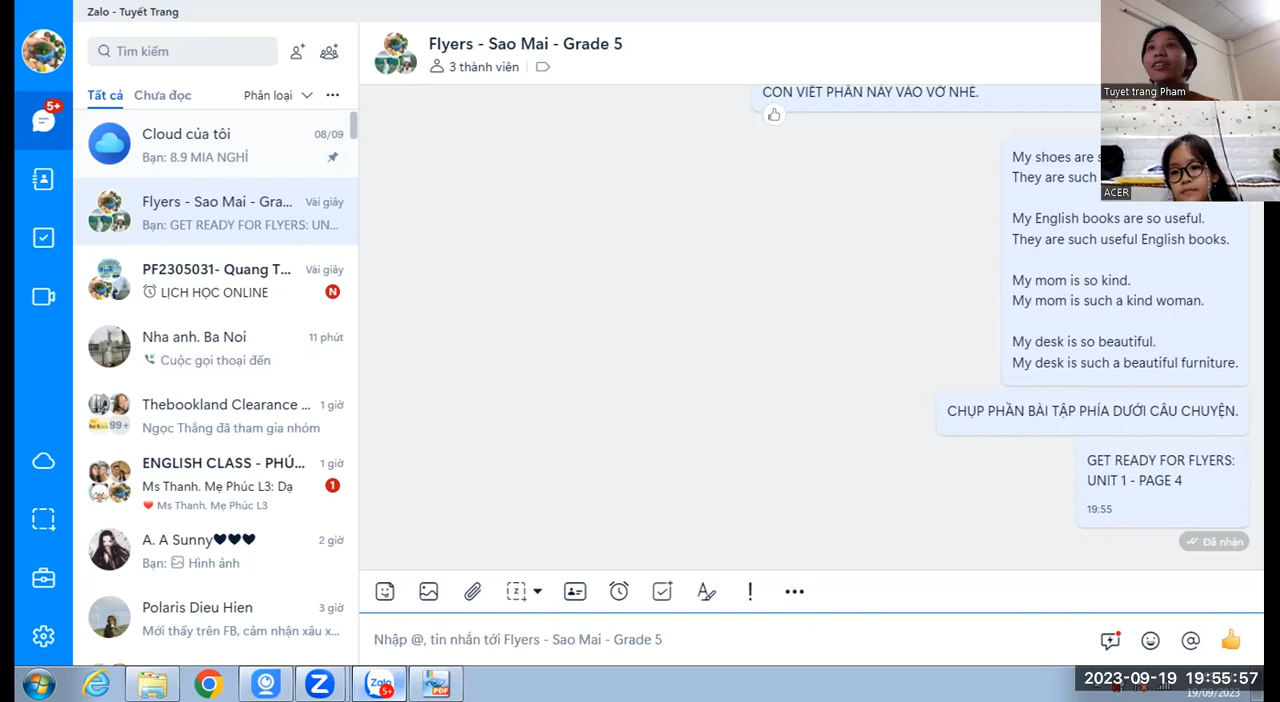 Zalo - Tuyết Trang
Tìm kiếm
Tất cả Chưa đọc Phân loại
5+
Cloud của tôi 08/09
Bạn: 8.9 MIA NGHỈ
Flyers - Sao Mai - Gra... Vài giây
Bạn: GET READY FOR FLYERS: UN...
PF2305031- Quang T... Vài giây
LỊCH HỌC ONLINE N
Nha anh. Ba Noi 11 phút
Cuộc gọi thoại đến
Thebookland Clearance ... 1 giờ
99+
Ngọc Thắng đã tham gia nhóm
ENGLISH CLASS - PHÚ... 1 giờ
Ms Thanh. Mẹ Phúc L3: Dạ 1
Ms Thanh. Mẹ Phúc L3
A. A Sunny🖤🖤🖤 2 giờ
Bạn: Hình ảnh
Polaris Dieu Hien 3 giờ
Mới thấy trên FB, cảm nhận xâu x...
Flyers - Sao Mai - Grade 5
3 thành viên
CON VIẾT PHẦN NÀY VÀO VỞ NHÉ.
My shoes are
They are such
My English books are so useful.
They are such useful English books.
My mom is so kind.
My mom is such a kind woman.
My desk is so beautiful.
My desk is such a beautiful furniture.
CHỤP PHẦN BÀI TẬP PHÍA DƯỚI CÂU CHUYỆN.
GET READY FOR FLYERS:
UNIT 1 - PAGE 4
19:55
Đã nhận
Nhập @, tin nhắn tới Flyers - Sao Mai - Grade 5
Tuyet trang Pham
ACER
Zalo
5+
PDF
2023-09-19 19:55:57
19/09/2023